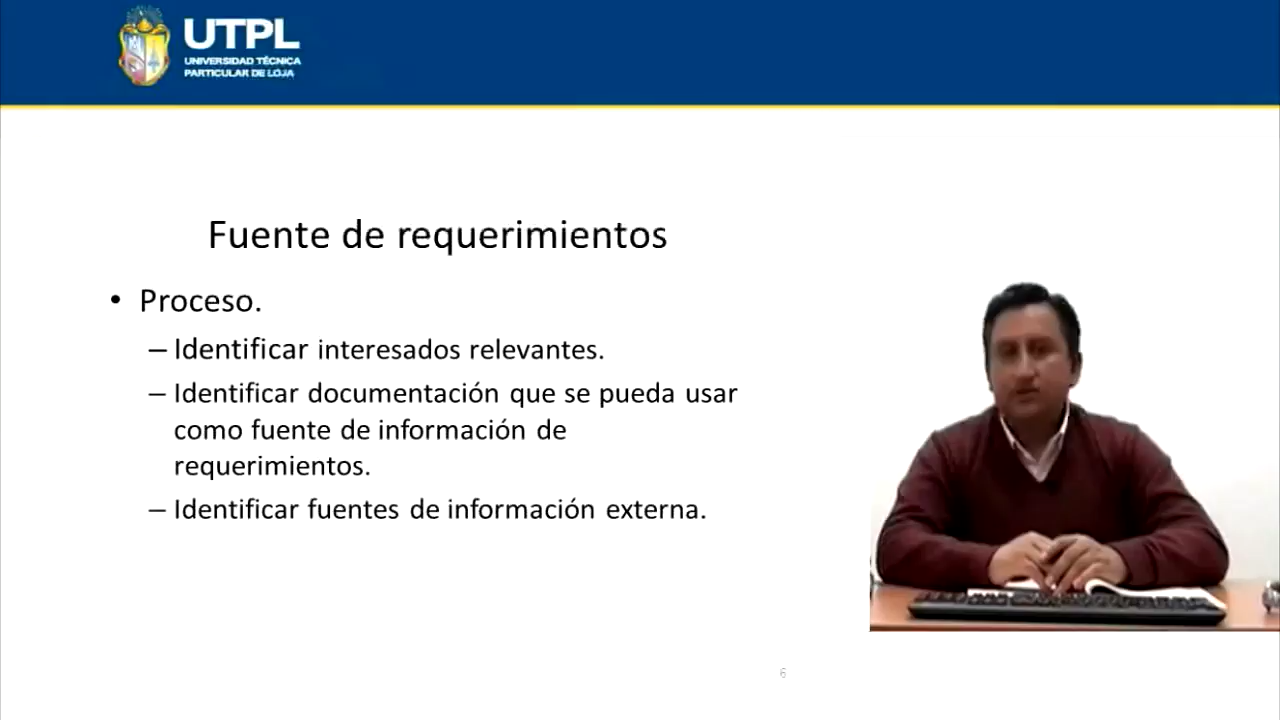 UTPL
UNIVERSIDAD TÉCNICA
PARTICULAR DE LOJA
Fuente de requerimientos
• Proceso.
– Identificar interesados relevantes.
– Identificar documentación que se pueda usar
como fuente de información de
requerimientos.
– Identificar fuentes de información externa.
6